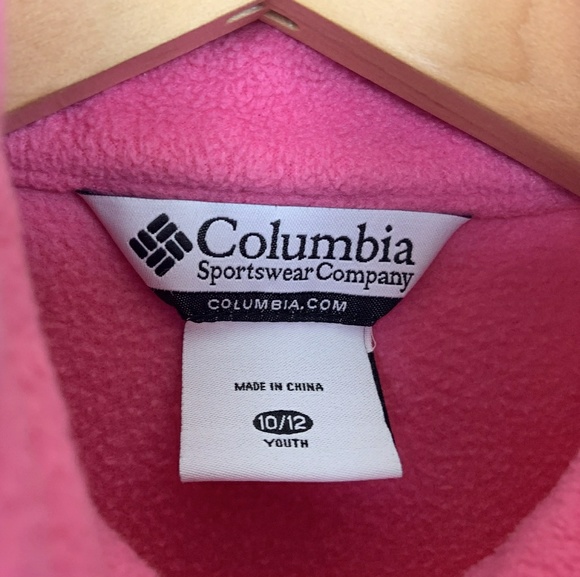 Columbia
Sportswear Company
COLUMBIA.COM
MADE IN CHINA
10/12
YOUTH